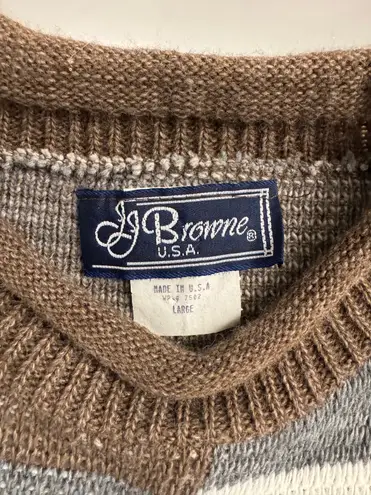 JJ Browne ®
U.S.A.
MADE IN U.S.A
LARGE